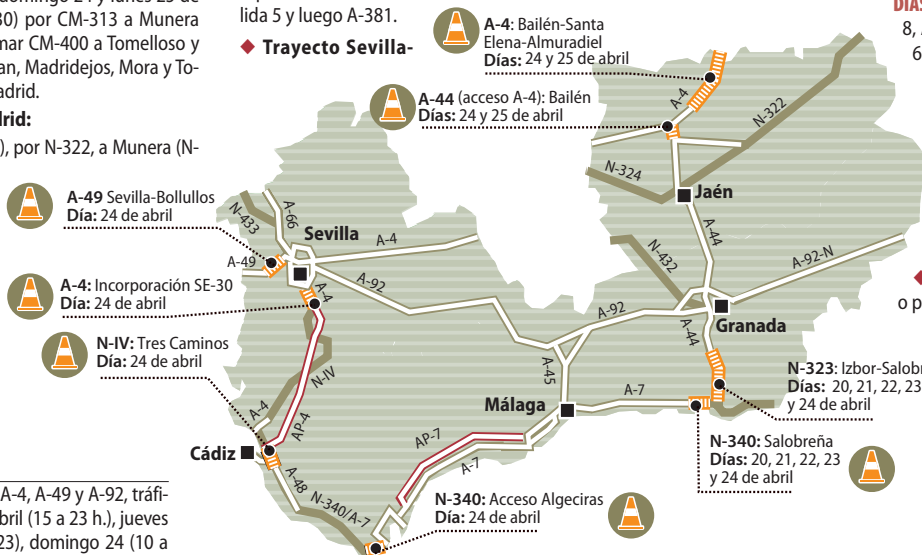 domingo 24 y lunes 25 de
30) por CM-313 a Munera
mar CM-400 a Tomelloso y
an, Madridejos, Mora y To-
adrid.
drid:
), por N-322, a Munera (N-
lida 5 y luego A-381.
◆ Trayecto Sevilla-
DÍAS
8,
6
A-4: Bailén-Santa
Elena-Almuradiel
Días: 24 y 25 de abril
A-44 (acceso A-4): Bailén
Días: 24 y 25 de abril
A-49 Sevilla-Bollullos
Día: 24 de abril
A-4: Incorporación SE-30
Día: 24 de abril
N-IV: Tres Caminos
Día: 24 de abril
A-4
N-322
N-324
Jaén
A-44
N-432
A-92-N
N-433
A-66
Sevilla
A-4
A-49
A-92
A-4
A-92
Granada
A-44
N-IV
A-45
A-4
AP-4
Málaga
A-7
Cádiz
AP-7
A-7
A-48
N-340/A-7
◆
o p
N-323: Izbor-Salobr
Días: 20, 21, 22, 23
y 24 de abril
N-340: Salobreña
Días: 20, 21, 22, 23
y 24 de abril
N-340: Acceso Algeciras
Día: 24 de abril
A-4, A-49 y A-92, tráfi-
bril (15 a 23 h.), jueves
23), domingo 24 (10 a